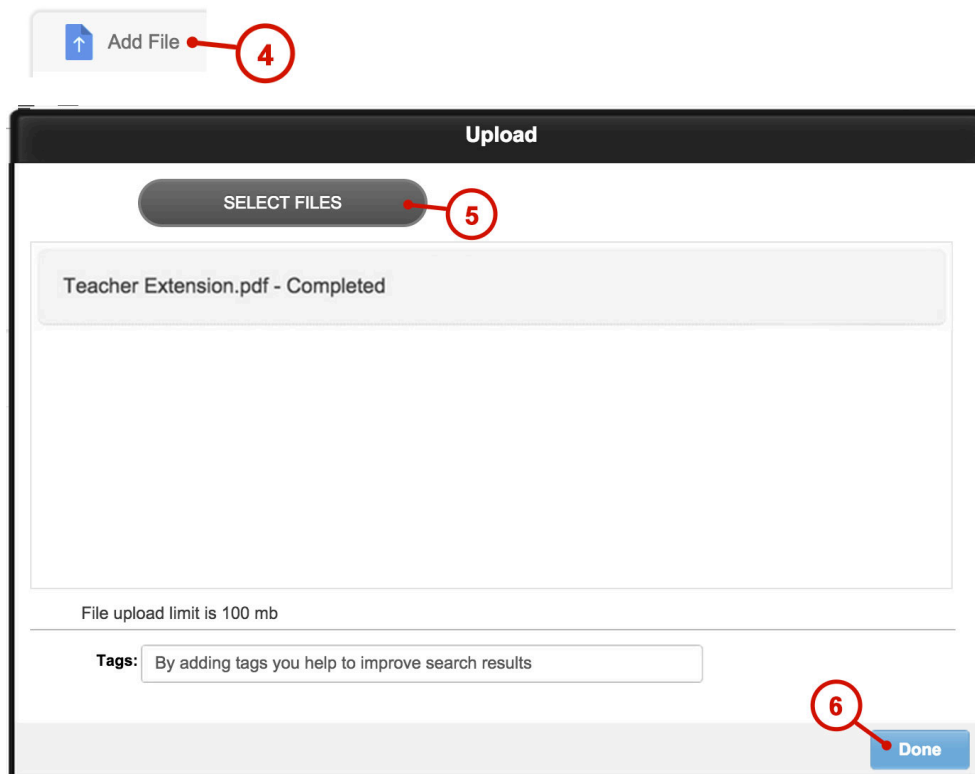 Add File
4
Upload
SELECT FILES
5
Teacher Extension.pdf - Completed
File upload limit is 100 mb
Tags: By adding tags you help to improve search results
6
Done